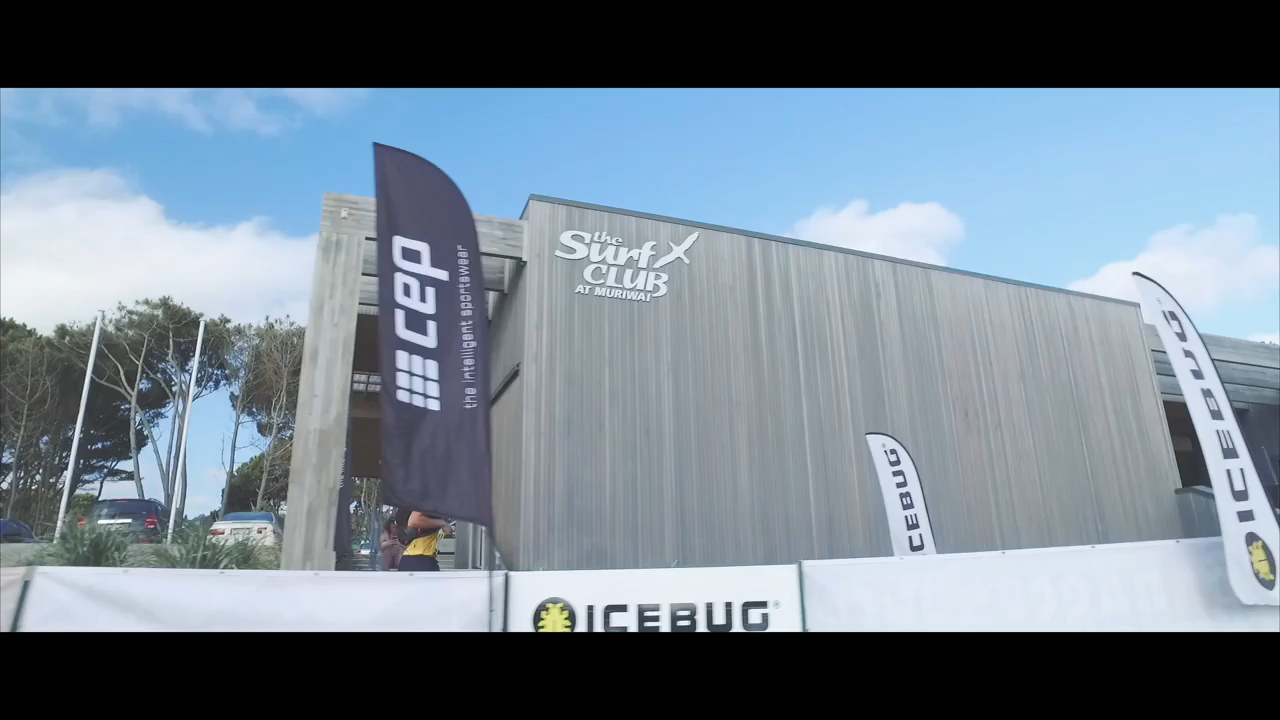 cep
the intelligent sportswear
the
Surf
CLUB
AT MURIWAI
ICEBUG
ICEBUG
ICEBUG®